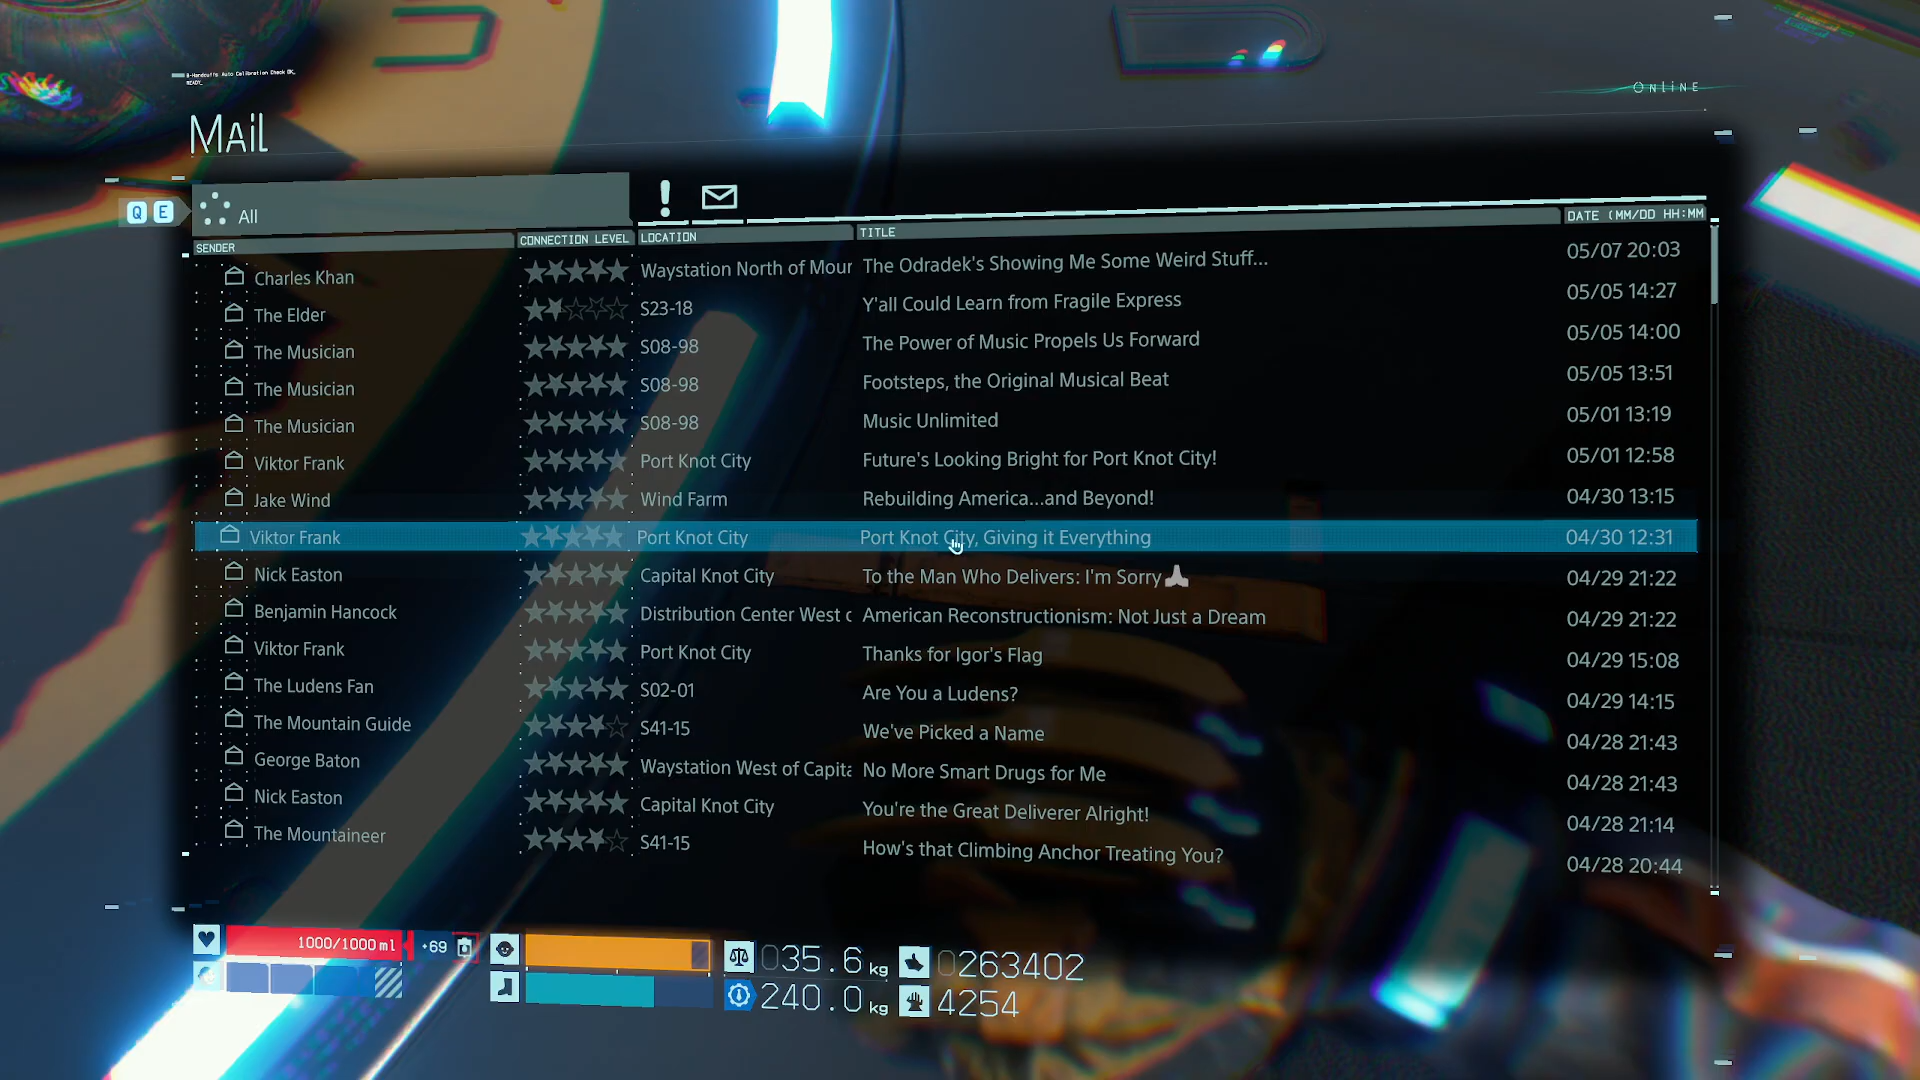 B-Handcuffs Auto Calibration Check OK_
READY_
OnlinE
Mail
Q E All
SENDER CONNECTION LEVEL LOCATION TITLE DATE (MM/DD HH:MM
Charles Khan Waystation North of Moun The Odradek's Showing Me Some Weird Stuff... 05/07 20:03
The Elder S23-18 Y'all Could Learn from Fragile Express 05/05 14:27
The Musician S08-98 The Power of Music Propels Us Forward 05/05 14:00
The Musician S08-98 Footsteps, the Original Musical Beat 05/05 13:51
The Musician S08-98 Music Unlimited 05/01 13:19
Viktor Frank Port Knot City Future's Looking Bright for Port Knot City! 05/01 12:58
Jake Wind Wind Farm Rebuilding America...and Beyond! 04/30 13:15
Viktor Frank Port Knot City Port Knot City, Giving it Everything 04/30 12:31
Nick Easton Capital Knot City To the Man Who Delivers: I'm Sorry 04/29 21:22
Benjamin Hancock Distribution Center West o American Reconstructionism: Not Just a Dream 04/29 21:22
Viktor Frank Port Knot City Thanks for Igor's Flag 04/29 15:08
The Ludens Fan S02-01 Are You a Ludens? 04/29 14:15
The Mountain Guide S41-15 We've Picked a Name 04/28 21:43
George Baton Waystation West of Capita No More Smart Drugs for Me 04/28 21:43
Nick Easton Capital Knot City You're the Great Deliverer Alright! 04/28 21:14
The Mountaineer S41-15 How's that Climbing Anchor Treating You? 04/28 20:44
1000/1000 ml +69 035.6 kg 0263402
240.0 kg 4254